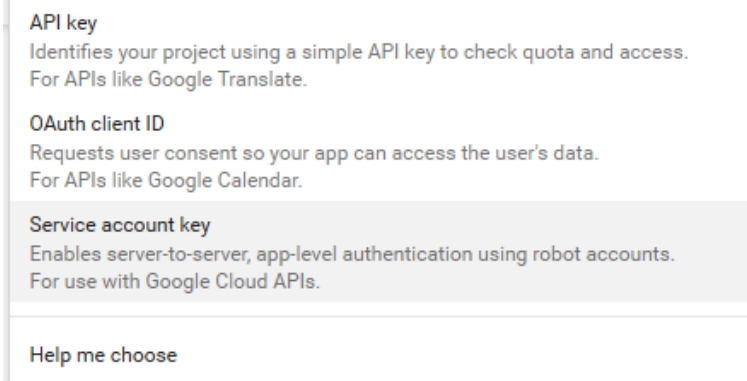 API key
Identifies your project using a simple API key to check quota and access.
For APIs like Google Translate.
OAuth client ID
Requests user consent so your app can access the user's data.
For APIs like Google Calendar.
Service account key
Enables server-to-server, app-level authentication using robot accounts.
For use with Google Cloud APIs.
Help me choose